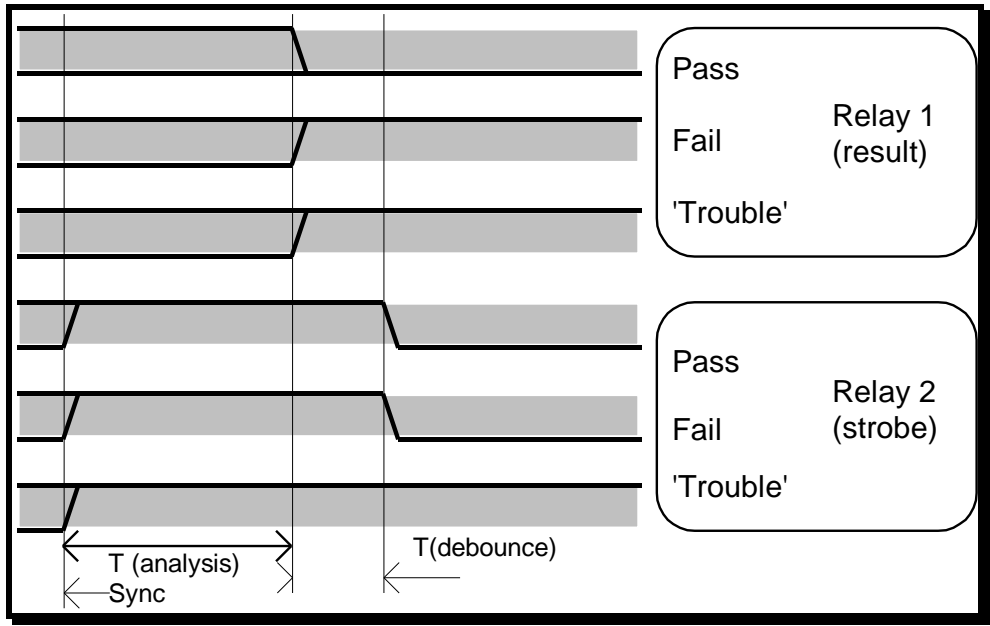 Pass
Fail
'Trouble'
Relay 1
(result)
Pass
Fail
'Trouble'
Relay 2
(strobe)
T (analysis)
T(debounce)
Sync